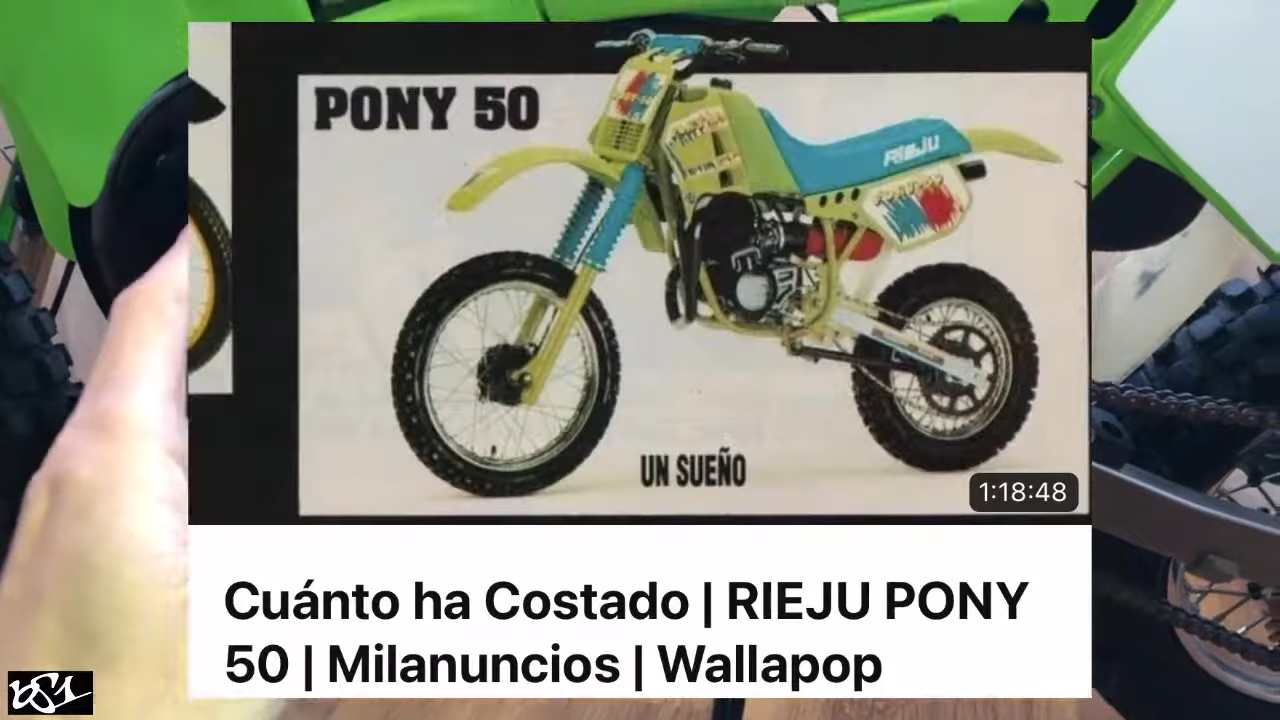 PONY 50
RIEJU
UN SUEÑO
1:18:48
Cuánto ha Costado | RIEJU PONY
50 | Milanuncios | Wallapop